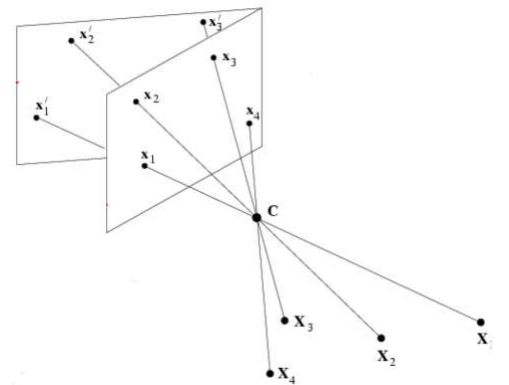 x′₂
x′₃
x₃
x₂
x′₁
x₄
x₁
C
X₃
X₂
X₄